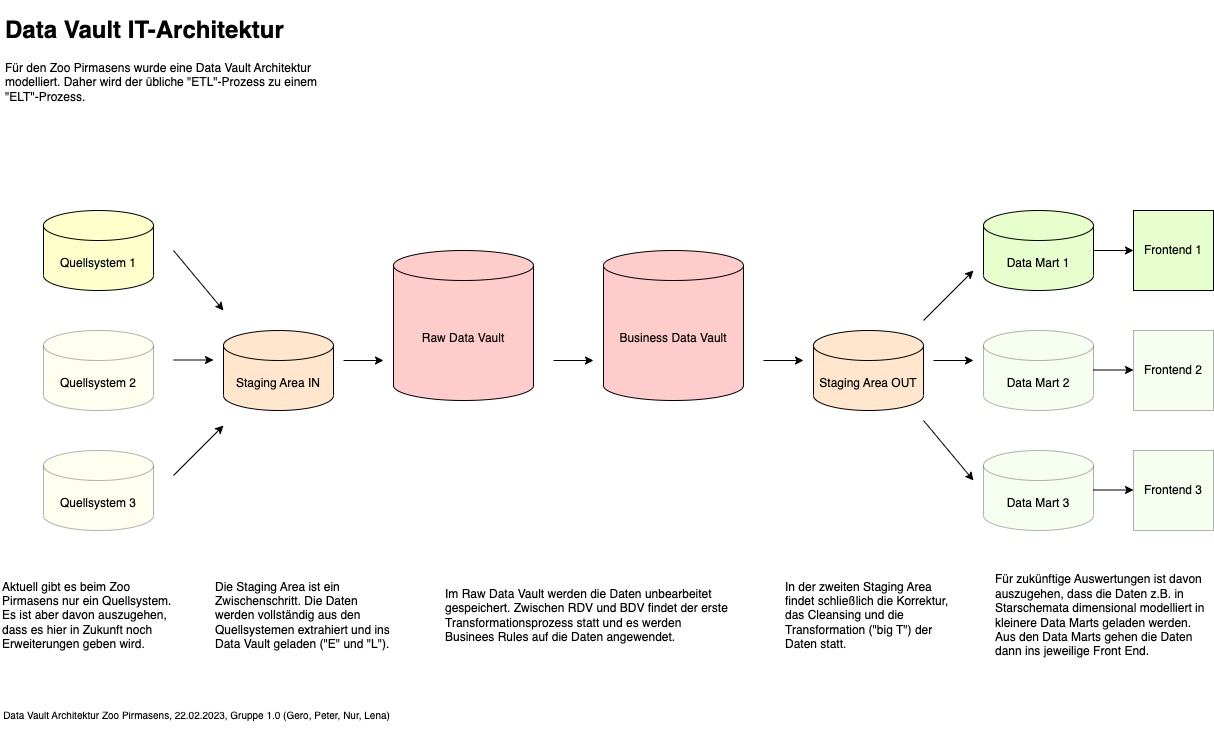 Data Vault IT-Architektur
Für den Zoo Pirmasens wurde eine Data Vault Architektur
modelliert. Daher wird der übliche "ETL"-Prozess zu einem
"ELT"-Prozess.
Quellsystem 1
Quellsystem 2
Quellsystem 3
Staging Area IN
Raw Data Vault
Business Data Vault
Staging Area OUT
Data Mart 1
Frontend 1
Data Mart 2
Frontend 2
Data Mart 3
Frontend 3
Aktuell gibt es beim Zoo
Pirmasens nur ein Quellsystem.
Es ist aber davon auszugehen,
dass es hier in Zukunft noch
Erweiterungen geben wird.
Die Staging Area ist ein
Zwischenschritt. Die Daten
werden vollständig aus den
Quellsystemen extrahiert und ins
Data Vault geladen ("E" und "L").
Im Raw Data Vault werden die Daten unbearbeitet
gespeichert. Zwischen RDV und BDV findet der erste
Transformationsprozess statt und es werden
Businees Rules auf die Daten angewendet.
In der zweiten Staging Area
findet schließlich die Korrektur,
das Cleansing und die
Transformation ("big T") der
Daten statt.
Für zukünftige Auswertungen ist davon
auszugehen, dass die Daten z.B. in
Starschemata dimensional modelliert in
kleinere Data Marts geladen werden.
Aus den Data Marts gehen die Daten
dann ins jeweilige Front End.
Data Vault Architektur Zoo Pirmasens, 22.02.2023, Gruppe 1.0 (Gero, Peter, Nur, Lena)